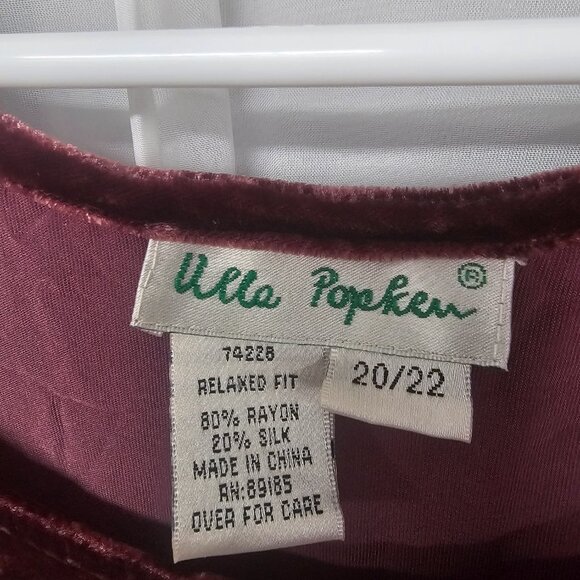 Ulla Popken®
74228
RELAXED FIT
80% RAYON
20% SILK
MADE IN CHINA
RN:89185
OVER FOR CARE
20/22